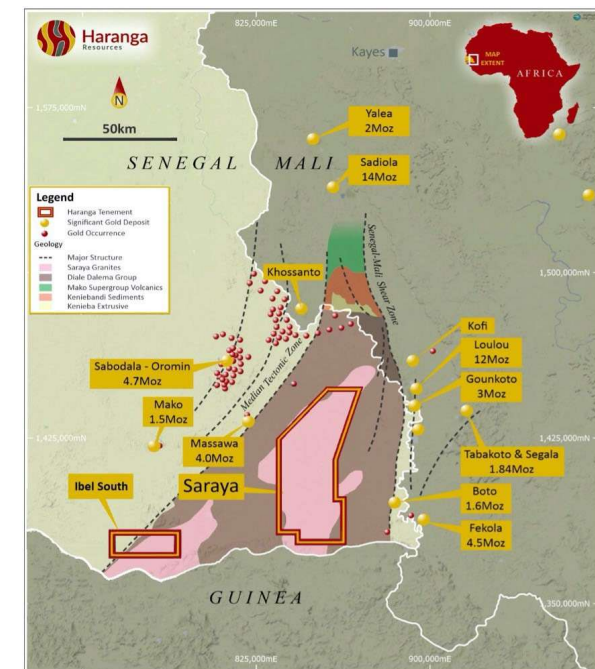 Haranga
Resources
825,000mE
900,000mE
Kayes
MAP
EXTENT
AFRICA
N
1,575,000mN
50km
Yalea
2Moz
SENEGAL
MALI
Sadiola
14Moz
Legend
Haranga Tenement
Significant Gold Deposit
Gold Occurrence
Geology
Major Structure
Saraya Granites
Diale Dalema Group
Mako Supergroup Volcanics
Keniebandi Sediments
Kenieba Extrusive
Senegal-Mali Shear Zone
Khossanto
1,500,000mN
Kofi
Loulou
12Moz
Median Tectonic Zone
Sabodala - Oromin
4.7Moz
Gounkoto
3Moz
Mako
1.5Moz
1,425,000mN
Massawa
4.0Moz
1,425,000mN
Tabakoto & Segala
1.84Moz
Ibel South
Saraya
Boto
1.6Moz
Fekola
4.5Moz
GUINEA
1,350,000mN
825,000mE
900,000mE